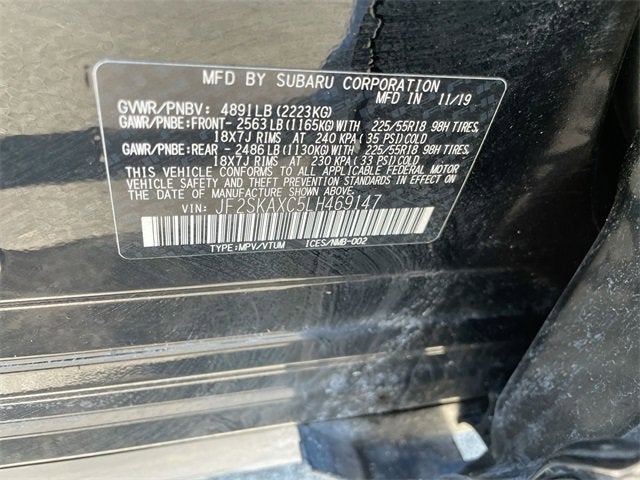 MFD BY SUBARU CORPORATION
MADE IN 11/19
GVWR/PNBV: 4891LB (2223KG)
GAWR/PNBE:FRONT- 2563LB(1165KG)WITH 225/55R18 98H TIRES,
18X7J RIMS AT 240 KPA (35 PSI)COLD
GAWR/PNBE:REAR - 2486LB(1130KG)WITH 225/55R18 98H TIRES,
18X7J RIMS AT 230 KPA (33 PSI)COLD
THIS VEHICLE CONFORMS TO ALL APPLICABLE FEDERAL MOTOR
VEHICLE SAFETY AND THEFT PREVENTION STANDARDS IN EFFECT ON
THE DATE OF MANUFACTURE SHOWN ABOVE.
VIN: JF2SKAXC5LH469147
TYPE:MPV/VTUM ICES/NMB-002